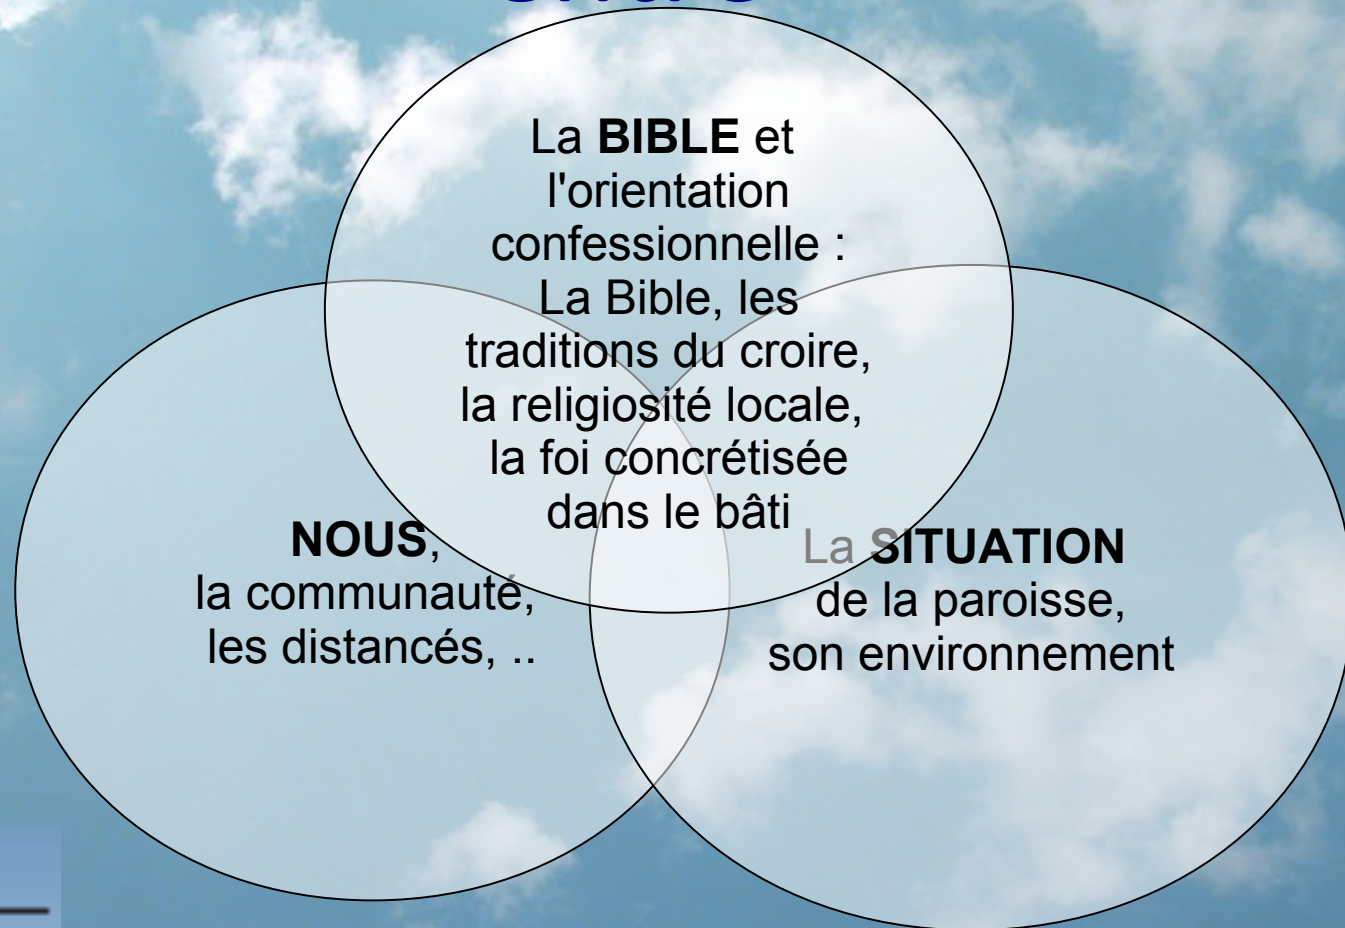 La BIBLE et
l'orientation
confessionnelle :
La Bible, les
traditions du croire,
la religiosité locale,
la foi concrétisée
dans le bâti
NOUS,
la communauté,
les distancés, ..
La SITUATION
de la paroisse,
son environnement